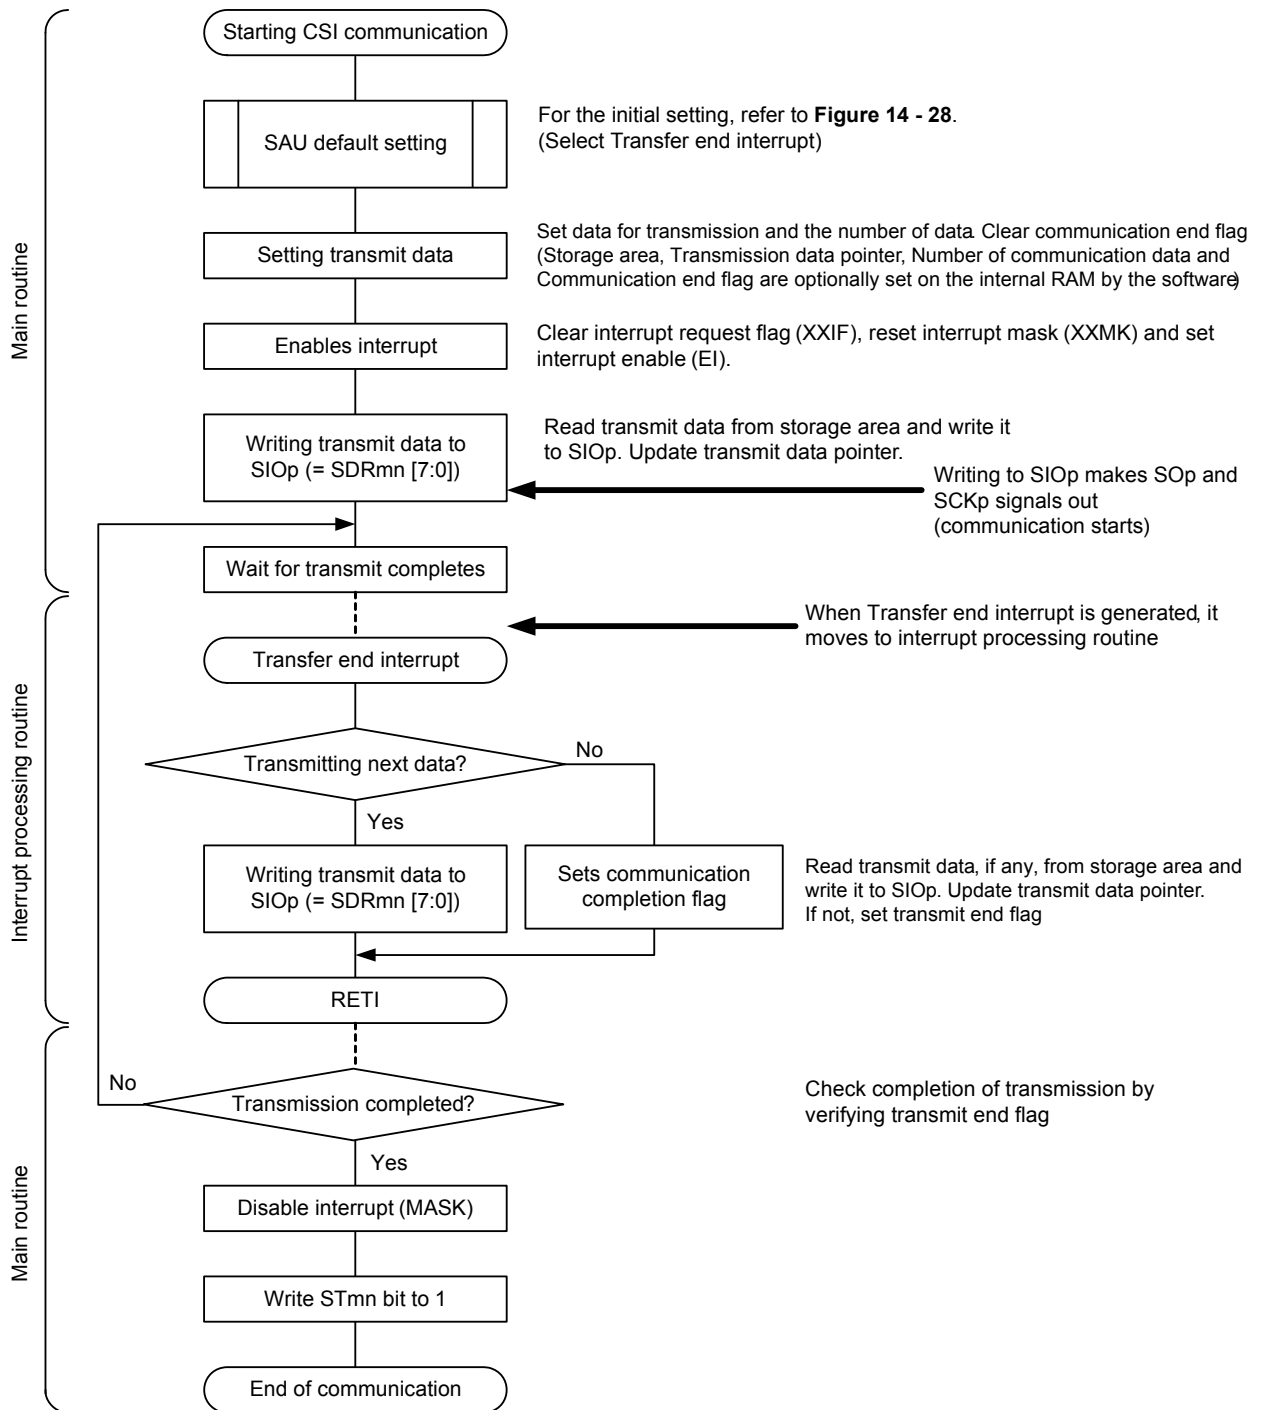 Starting CSI communication
Main routine
SAU default setting
For the initial setting, refer to Figure 14 - 28.
(Select Transfer end interrupt)
Setting transmit data
Set data for transmission and the number of data. Clear communication end flag
(Storage area, Transmission data pointer, Number of communication data and
Communication end flag are optionally set on the internal RAM by the software)
Enables interrupt
Clear interrupt request flag (XXIF), reset interrupt mask (XXMK) and set
interrupt enable (EI).
Writing transmit data to
SIOp (= SDRmn [7:0])
Read transmit data from storage area and write it
to SIOp. Update transmit data pointer.
Writing to SIOp makes SOp and
SCKp signals out
(communication starts)
Wait for transmit completes
When Transfer end interrupt is generated, it
moves to interrupt processing routine
Interrupt processing routine
Transfer end interrupt
Transmitting next data?
No
Yes
Writing transmit data to
SIOp (= SDRmn [7:0])
Sets communication
completion flag
Read transmit data, if any, from storage area and
write it to SIOp. Update transmit data pointer.
If not, set transmit end flag
RETI
Main routine
No
Transmission completed?
Check completion of transmission by
verifying transmit end flag
Yes
Disable interrupt (MASK)
Write STmn bit to 1
End of communication